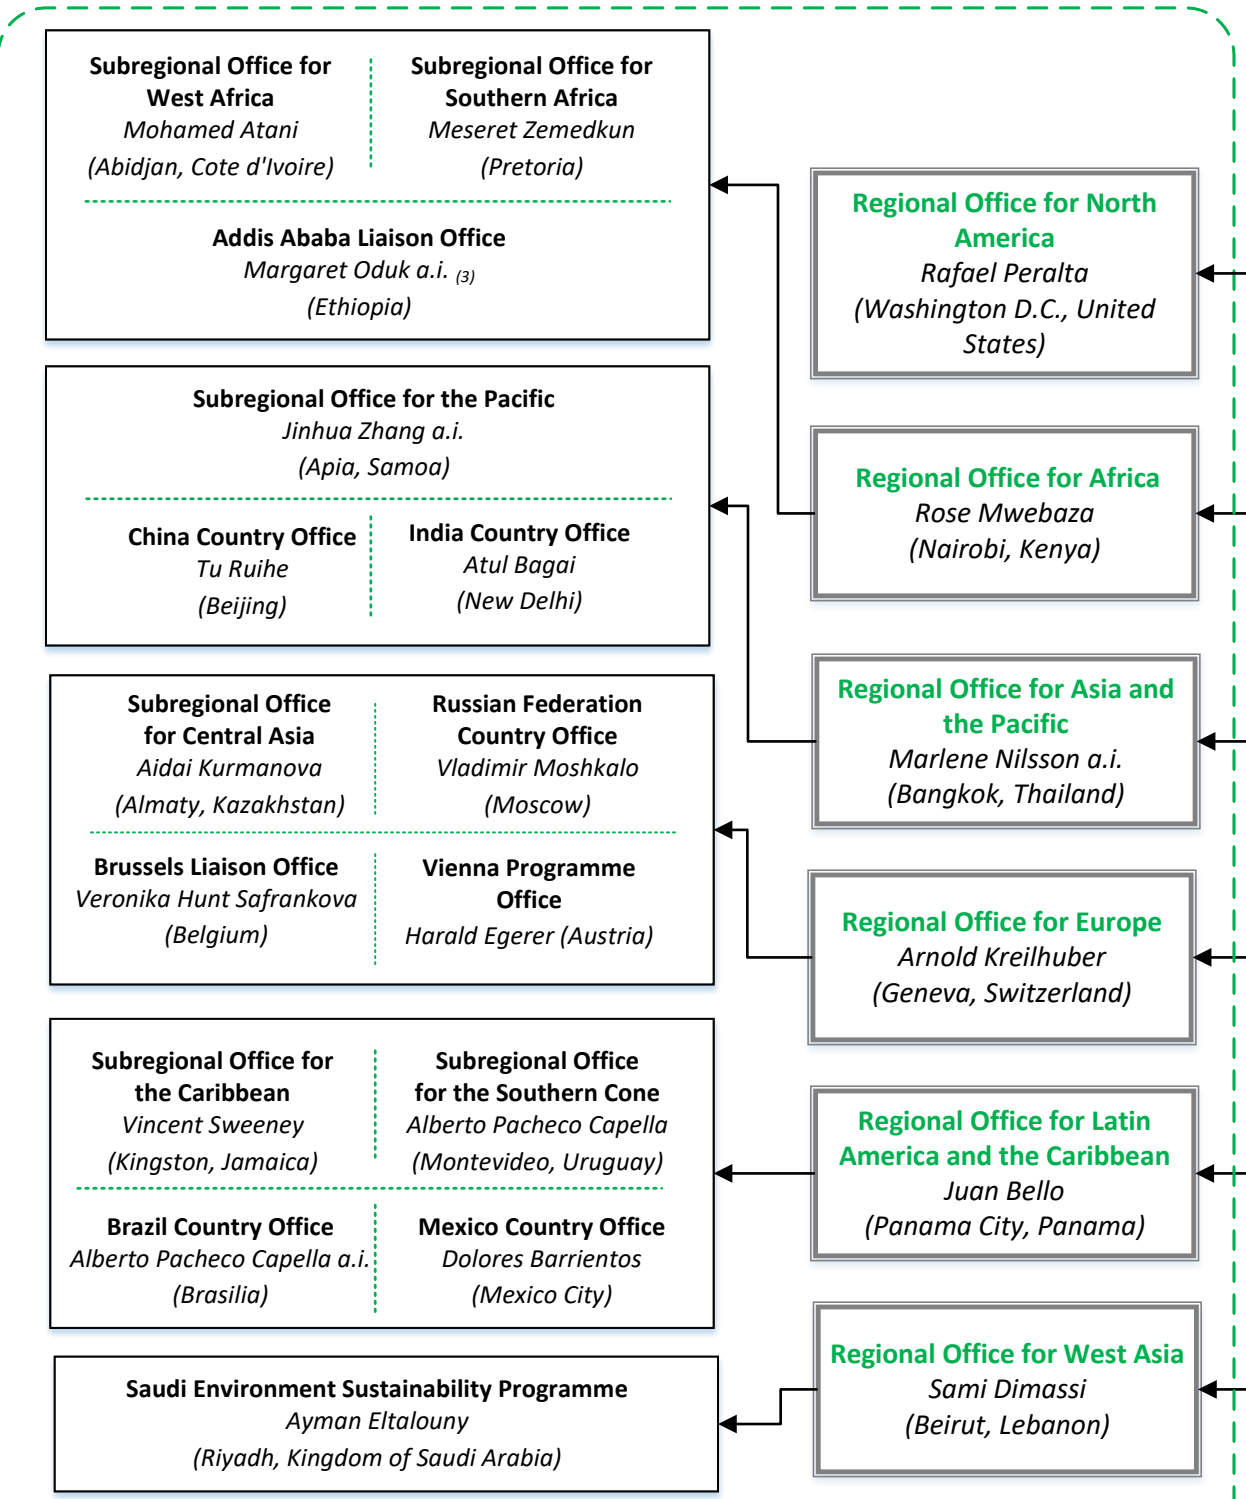 Subregional Office for
West Africa
Mohamed Atani
(Abidjan, Cote d'Ivoire)
Subregional Office for
Southern Africa
Meseret Zemedkun
(Pretoria)
Addis Ababa Liaison Office
Margaret Oduk a.i. (3)
(Ethiopia)
Regional Office for North
America
Rafael Peralta
(Washington D.C., United
States)
Subregional Office for the Pacific
Jinhua Zhang a.i.
(Apia, Samoa)
China Country Office
Tu Ruihe
(Beijing)
India Country Office
Atul Bagai
(New Delhi)
Regional Office for Africa
Rose Mwebaza
(Nairobi, Kenya)
Regional Office for Asia and
the Pacific
Marlene Nilsson a.i.
(Bangkok, Thailand)
Subregional Office
for Central Asia
Aidai Kurmanova
(Almaty, Kazakhstan)
Russian Federation
Country Office
Vladimir Moshkalo
(Moscow)
Brussels Liaison Office
Veronika Hunt Safrankova
(Belgium)
Vienna Programme
Office
Harald Egerer (Austria)
Regional Office for Europe
Arnold Kreilhuber
(Geneva, Switzerland)
Subregional Office for
the Caribbean
Vincent Sweeney
(Kingston, Jamaica)
Subregional Office
for the Southern Cone
Alberto Pacheco Capella
(Montevideo, Uruguay)
Brazil Country Office
Alberto Pacheco Capella a.i.
(Brasilia)
Mexico Country Office
Dolores Barrientos
(Mexico City)
Regional Office for Latin
America and the Caribbean
Juan Bello
(Panama City, Panama)
Saudi Environment Sustainability Programme
Ayman Eltalouny
(Riyadh, Kingdom of Saudi Arabia)
Regional Office for West Asia
Sami Dimassi
(Beirut, Lebanon)